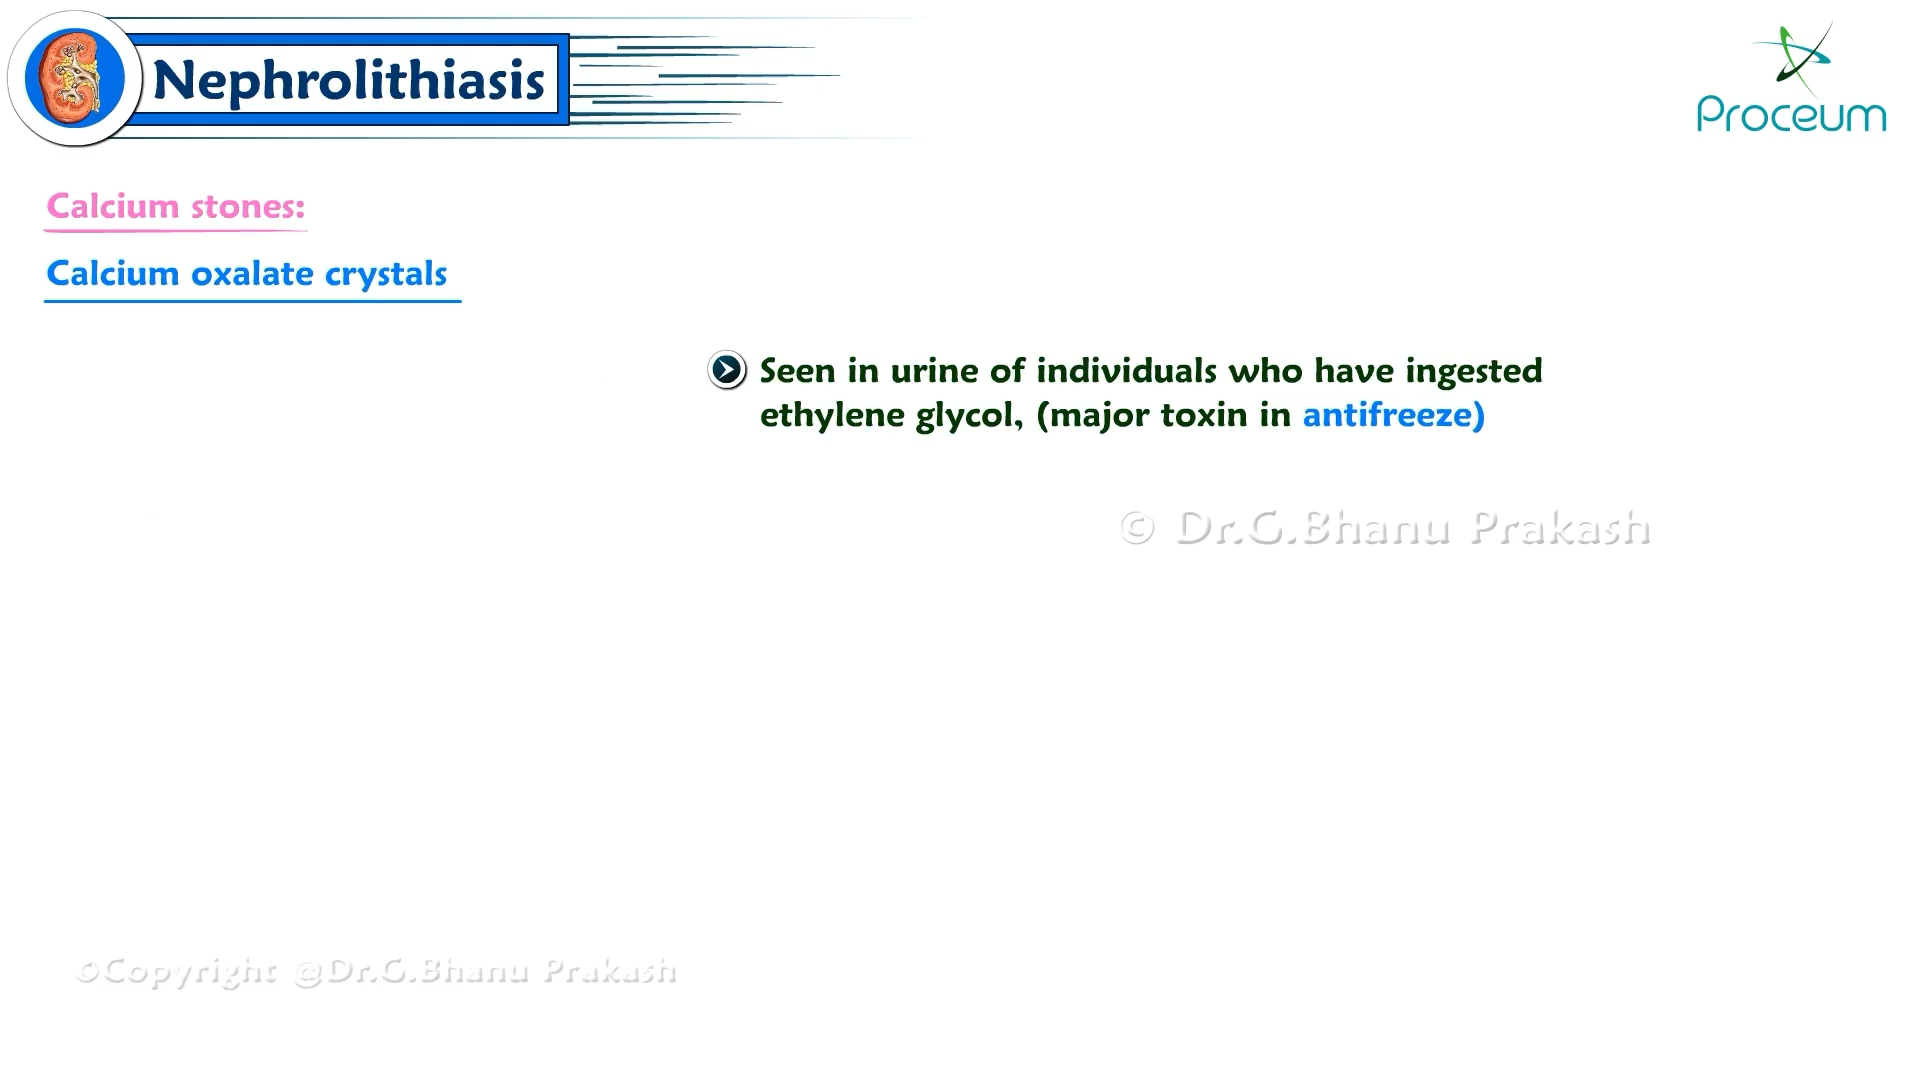 Nephrolithiasis
Proceum
Calcium stones:
Calcium oxalate crystals
Seen in urine of individuals who have ingested
ethylene glycol, (major toxin in antifreeze)
© Dr.G.Bhanu Prakash
©Copyright @Dr.G.Bhanu Prakash